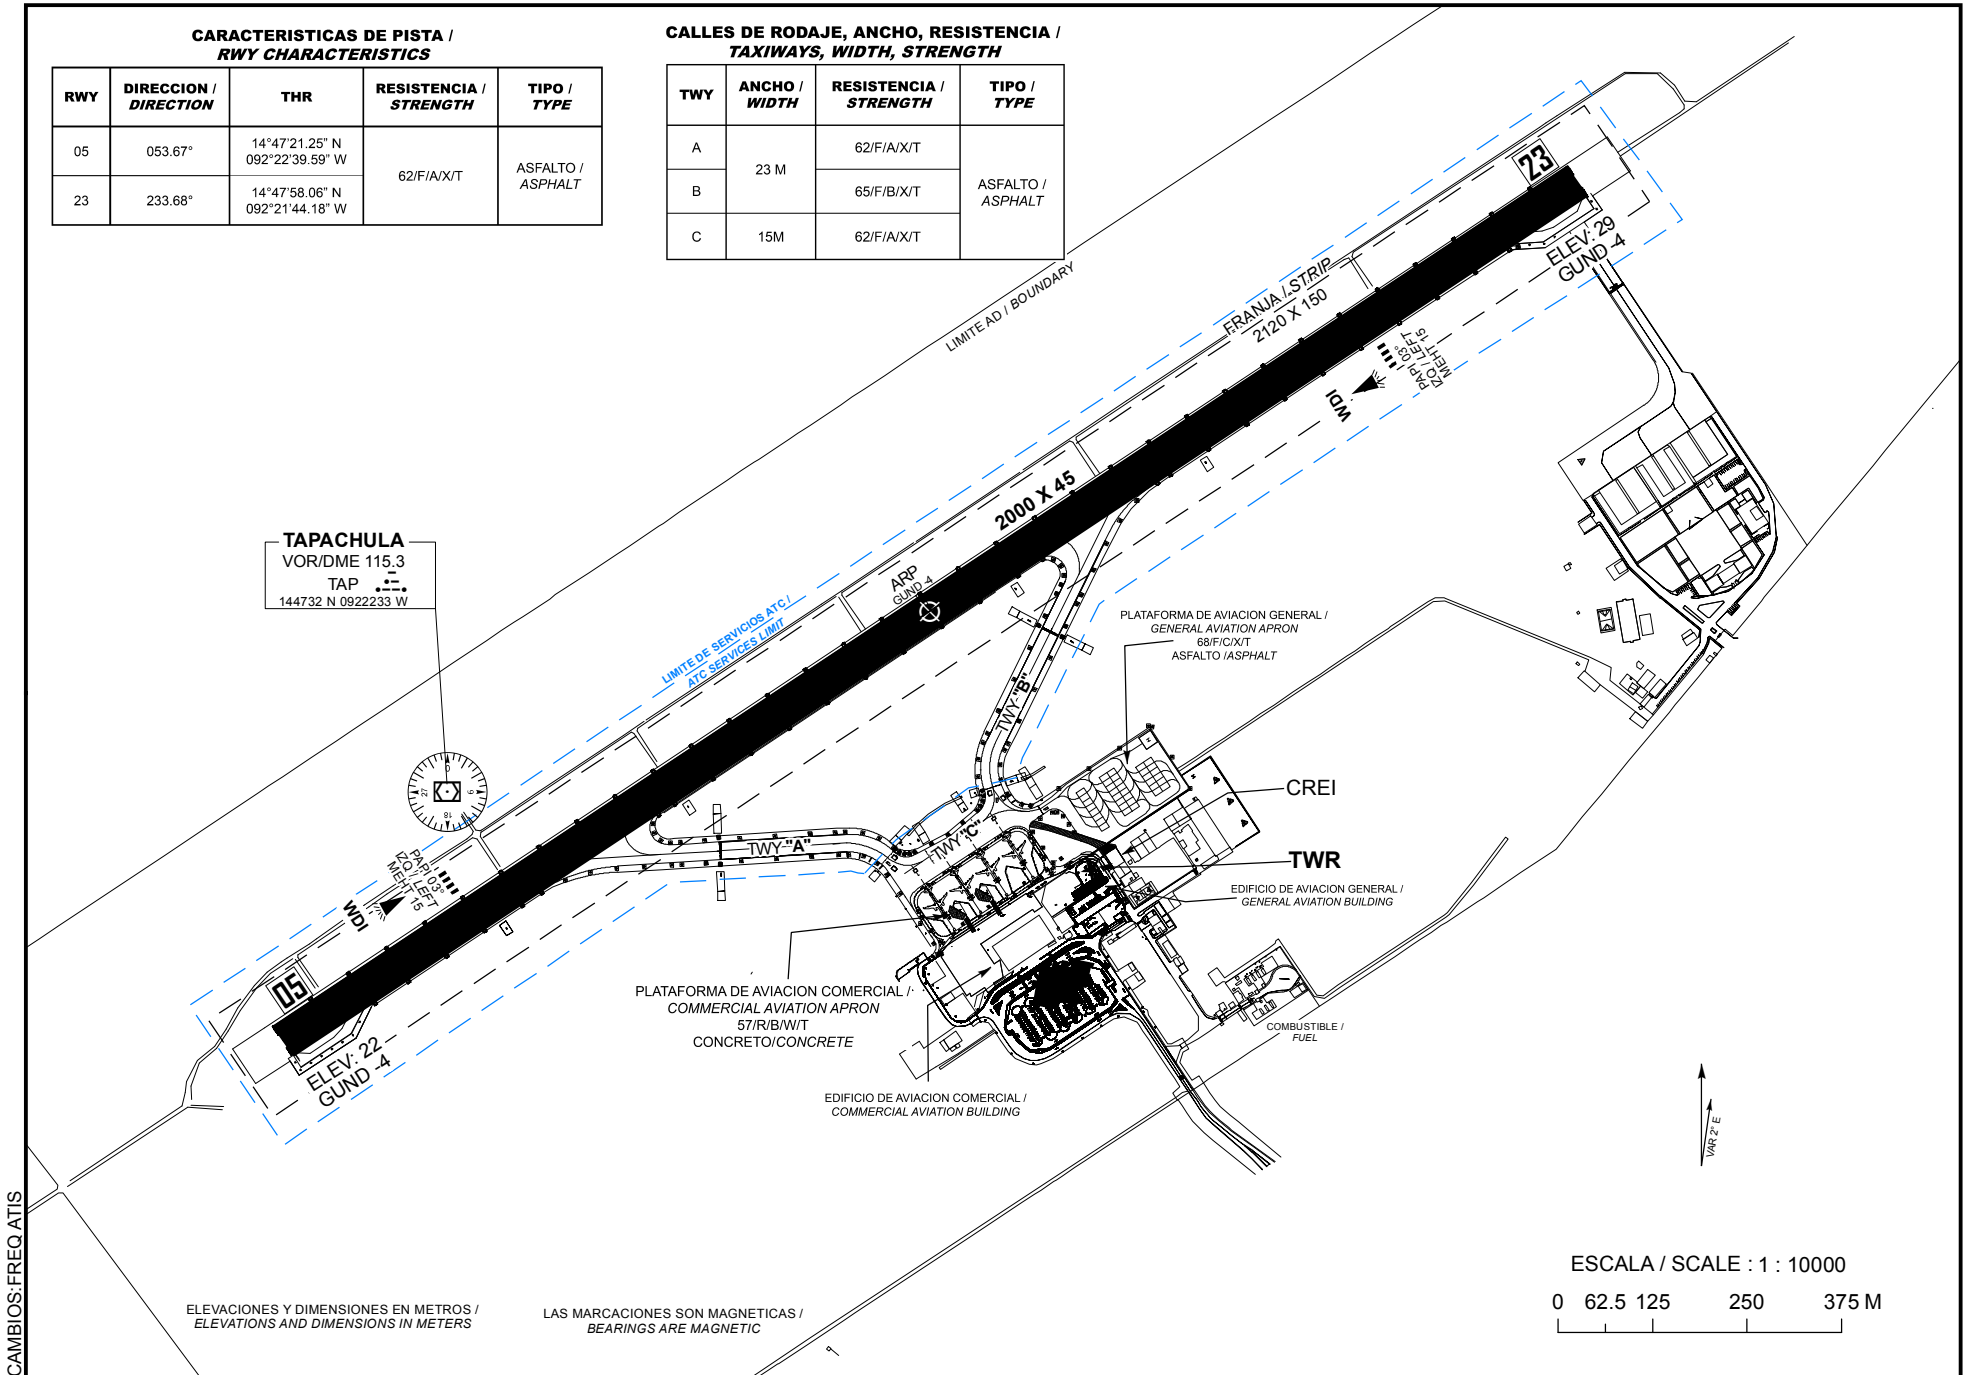 CARACTERISTICAS DE PISTA /
RWY CHARACTERISTICS
RWY
DIRECCION /
DIRECTION
THR
RESISTENCIA /
STRENGTH
TIPO /
TYPE
05
053.67°
14°47'21.25" N
092°22'39.59" W
62/F/A/X/T
ASFALTO /
ASPHALT
23
233.68°
14°47'58.06" N
092°21'44.18" W
CALLES DE RODAJE, ANCHO, RESISTENCIA /
TAXIWAYS, WIDTH, STRENGTH
TWY
ANCHO /
WIDTH
RESISTENCIA /
STRENGTH
TIPO /
TYPE
A
23 M
62/F/A/X/T
ASFALTO /
ASPHALT
B
65/F/B/X/T
C
15M
62/F/A/X/T
23
ELEV: 29
GUND -4
LIMITE AD / BOUNDARY
FRANJA / STRIP
2120 X 150
PAPI 03°
IZQ / LEFT
MEHT 15
WDI
2000 X 45
TAPACHULA
VOR/DME 115.3
TAP
144732 N 0922233 W
ARP
GUND -4
LIMITE DE SERVICIOS ATC /
ATC SERVICES LIMIT
PLATAFORMA DE AVIACION GENERAL /
GENERAL AVIATION APRON
68/F/C/X/T
ASFALTO /ASPHALT
TWY "B"
0
9
18
27
H
CREI
TWY "A"
TWY "C"
TWR
PAPI 03°
IZQ / LEFT
MEHT 15
WDI
EDIFICIO DE AVIACION GENERAL /
GENERAL AVIATION BUILDING
05
ELEV: 22
GUND -4
PLATAFORMA DE AVIACION COMERCIAL /
COMMERCIAL AVIATION APRON
57/R/B/W/T
CONCRETO/CONCRETE
COMBUSTIBLE /
FUEL
EDIFICIO DE AVIACION COMERCIAL /
COMMERCIAL AVIATION BUILDING
VAR 2° E
ESCALA / SCALE : 1 : 10000
0 62.5 125 250 375 M
ELEVACIONES Y DIMENSIONES EN METROS /
ELEVATIONS AND DIMENSIONS IN METERS
LAS MARCACIONES SON MAGNETICAS /
BEARINGS ARE MAGNETIC
CAMBIOS:FREQ ATIS